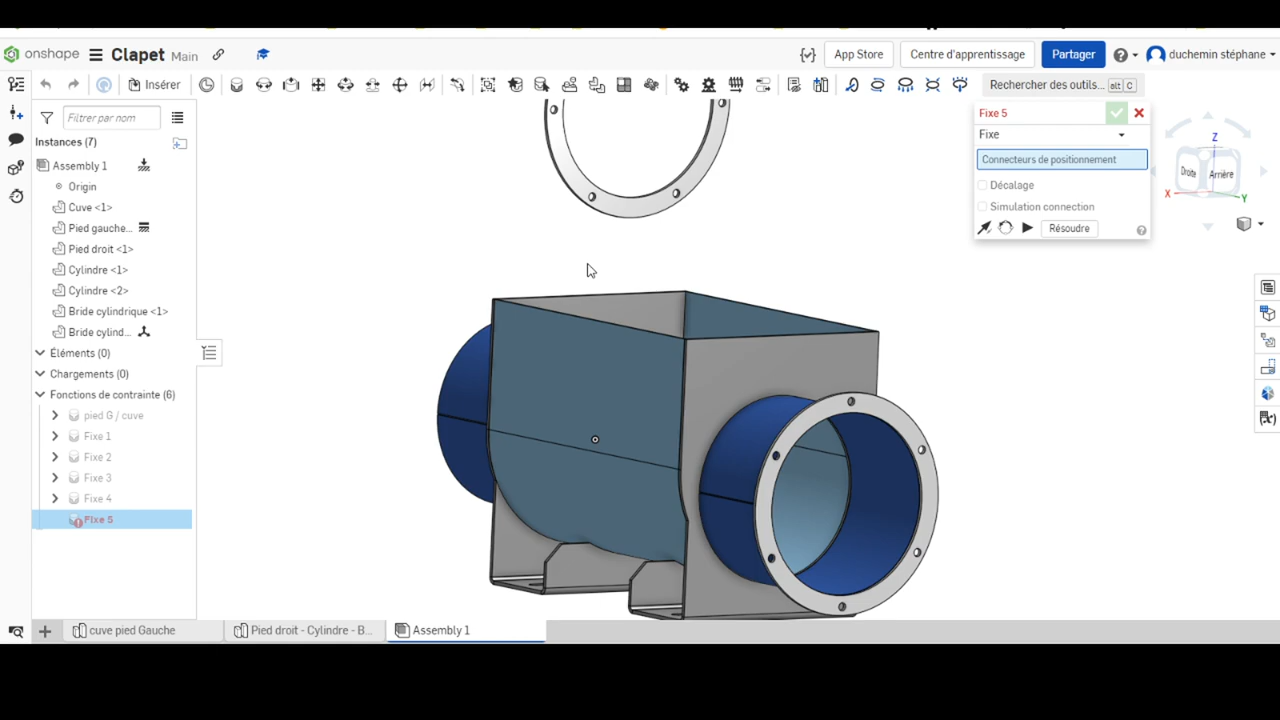 onshape Clapet Main App Store Centre d'apprentissage Partager duchemin stéphane
Insérer Rechercher des outils... alt C
Filtrer par nom
Instances (7)
Assembly 1
Origin
Cuve <1>
Pied gauche...
Pied droit <1>
Cylindre <1>
Cylindre <2>
Bride cylindrique <1>
Bride cylind...
Éléments (0)
Chargements (0)
Fonctions de contrainte (6)
pied G / cuve
Fixe 1
Fixe 2
Fixe 3
Fixe 4
Fixe 5
Fixe 5
Fixe
Connecteurs de positionnement
Décalage
Simulation connection
Résoudre
Z
Droite Arrière
X Y
cuve pied Gauche Pied droit - Cylindre - B... Assembly 1